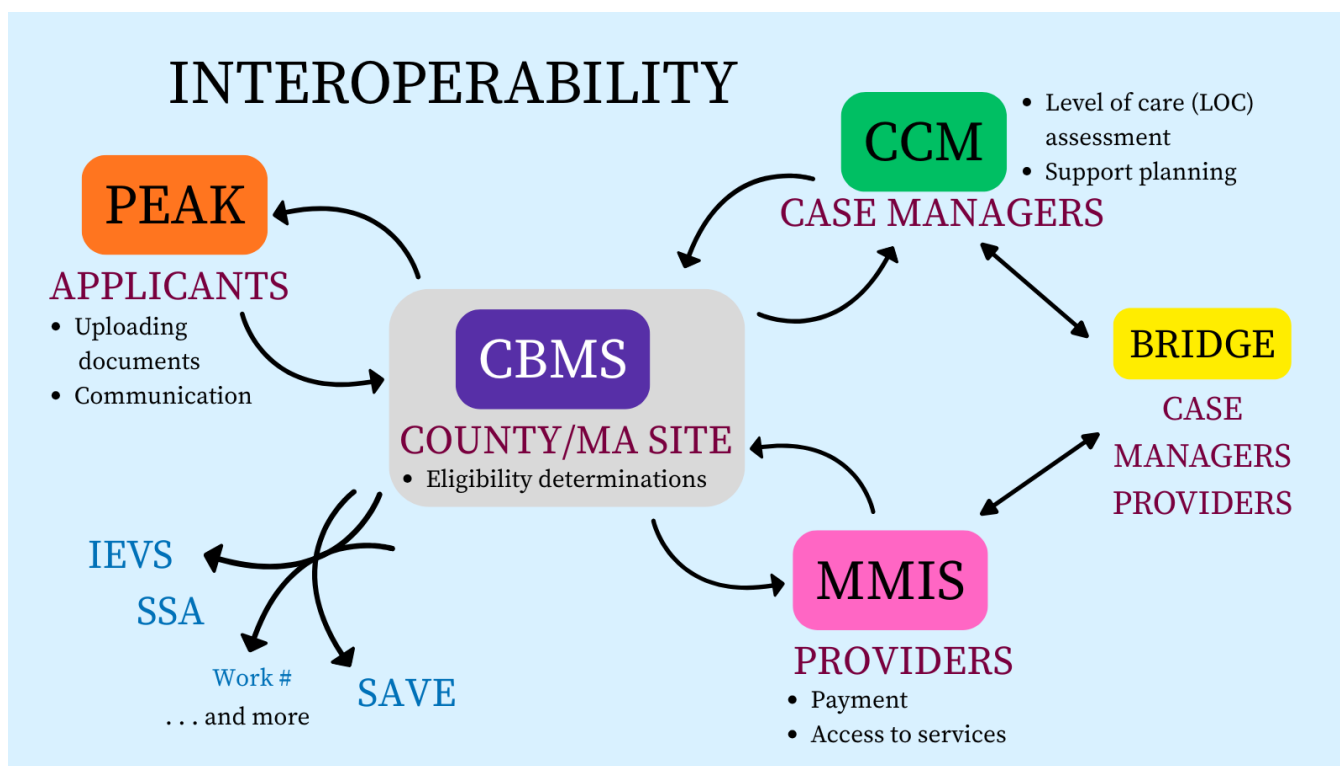 INTEROPERABILITY
PEAK
APPLICANTS
• Uploading
documents
• Communication
CCM
• Level of care (LOC)
assessment
• Support planning
CASE MANAGERS
CBMS
COUNTY/MA SITE
• Eligibility determinations
BRIDGE
CASE
MANAGERS
PROVIDERS
IEVS
SSA
Work #
. . . and more
SAVE
MMIS
PROVIDERS
• Payment
• Access to services